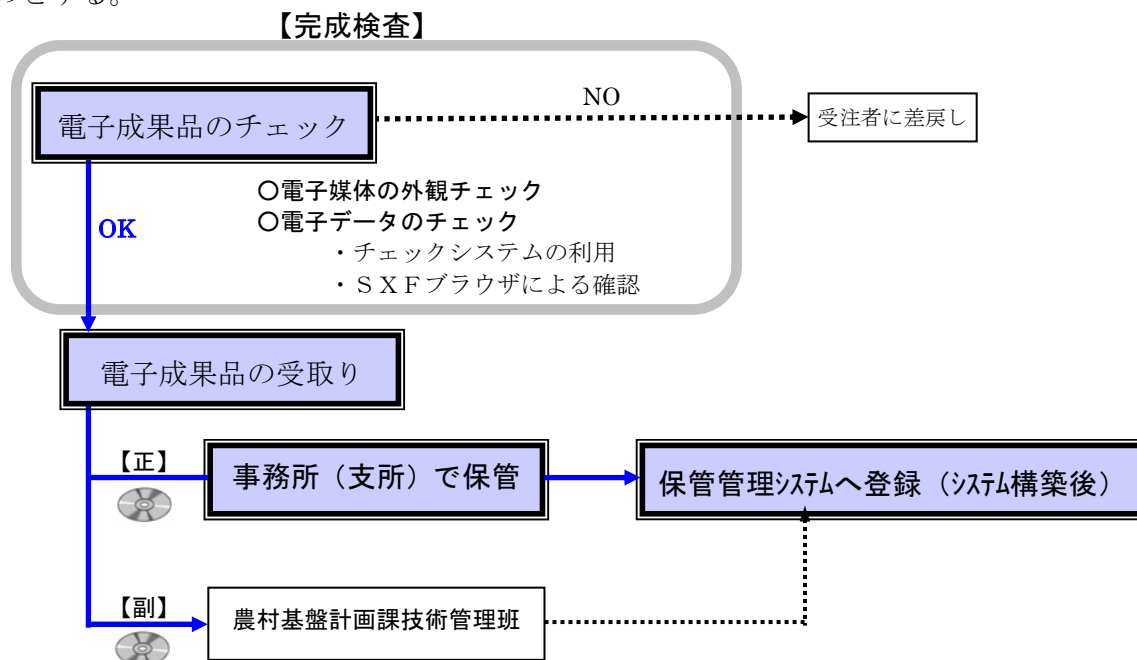 のとする。
【完成検査】
電子成果品のチェック
NO
受注者に差戻し
OK
〇電子媒体の外観チェック
〇電子データのチェック
・チェックシステムの利用
・ＳＸＦブラウザによる確認
電子成果品の受取り
【正】
事務所（支所）で保管
保管管理ｼｽﾃﾑへ登録（ｼｽﾃﾑ構築後）
【副】
農村基盤計画課技術管理班